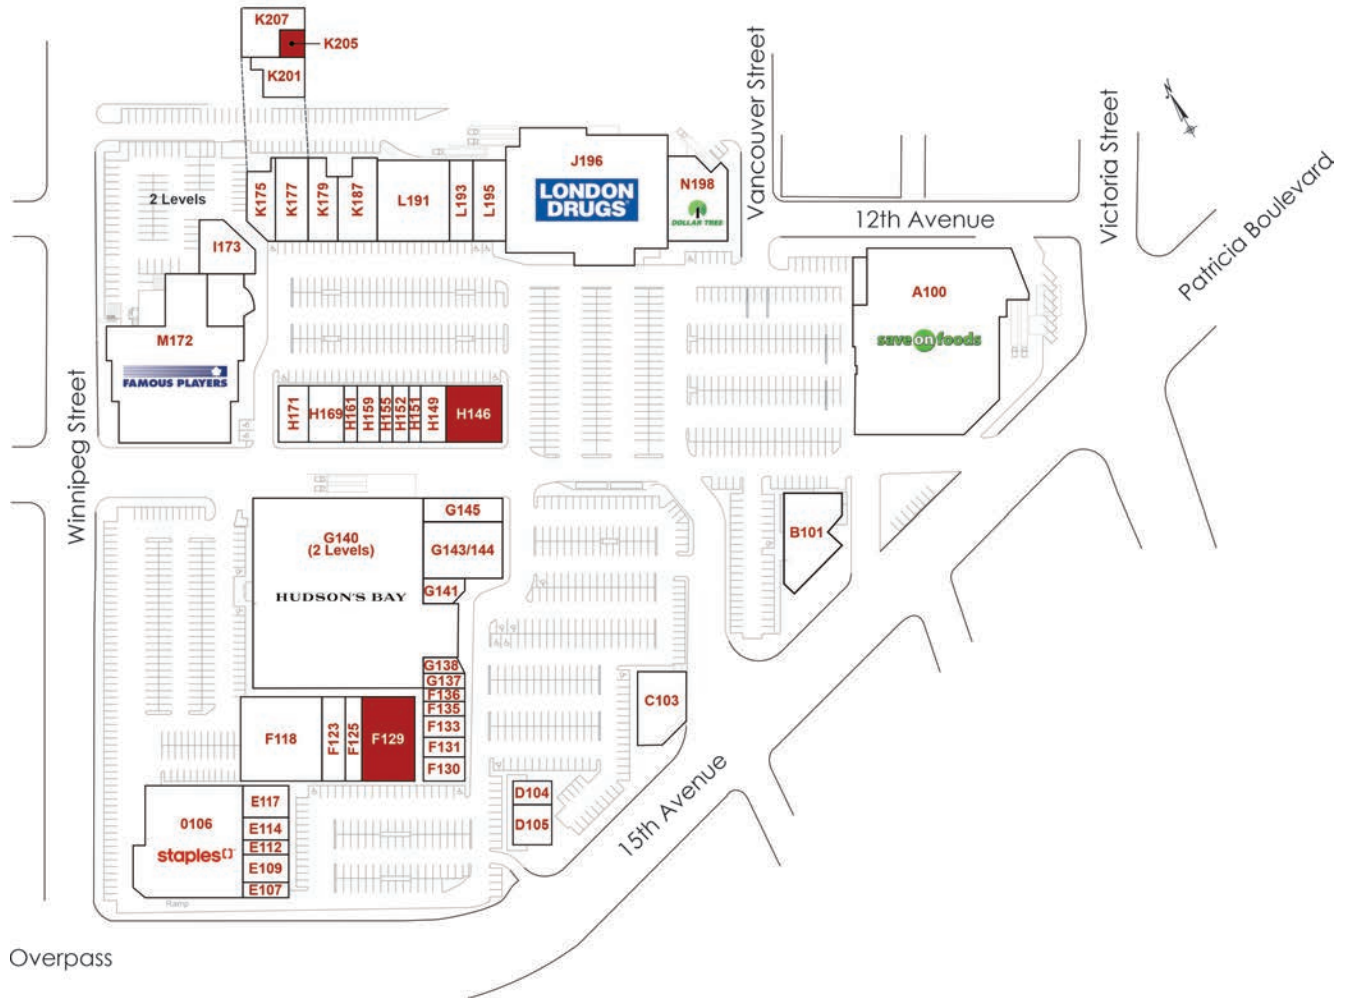 K207
K205
K201
Vancouver Street
Victoria Street
Patricia Boulevard
2 Levels
K175
K177
K179
K187
L191
L193
L195
J196
LONDON
DRUGS
N198
DOLLAR TREE
12th Avenue
I173
A100
save on foods
M172
FAMOUS PLAYERS
Winnipeg Street
H171
H169
H161
H159
H155
H152
H151
H149
H146
G145
G140
(2 Levels)
G143/144
B101
HUDSON'S BAY
G141
G138
G137
F136
F135
F133
F131
F130
C103
F118
F123
F125
F129
15th Avenue
D104
D105
E117
0106
E114
E112
staples
E109
E107
Ramp
Overpass